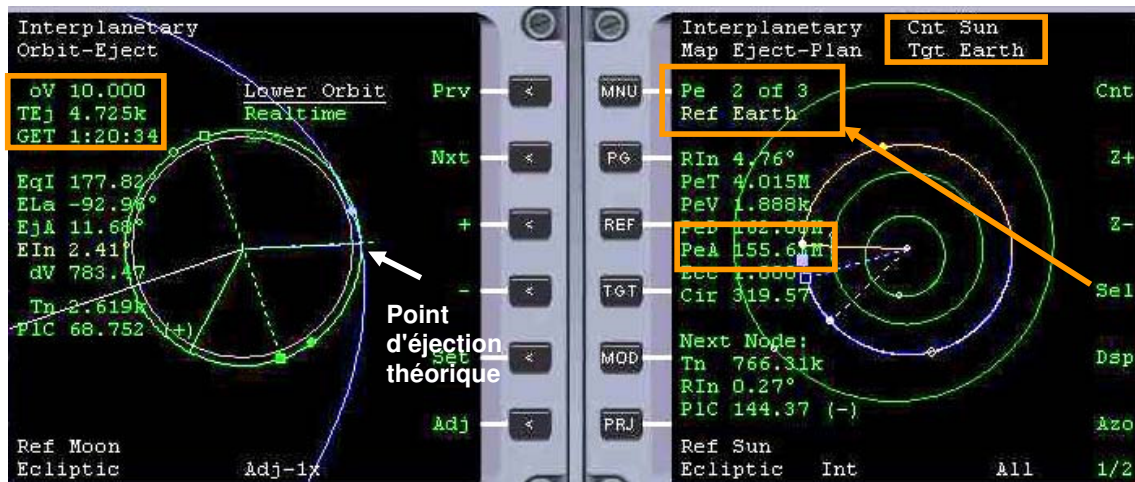 Interplanetary
Orbit-Eject
oV 10.000
TEj 4.725k
GET 1:20:34
Lower Orbit
Realtime
EqI 177.82°
ELa -92.96°
EjA 11.68°
EIn 2.41°
dV 783.47
Tn 2.619k
PlC 68.752 (+)
Ref Moon
Ecliptic
Adj-1x
Point
d'éjection
théorique
Prv
Nxt
+
-
Set
Adj
<
<
<
<
<
<
MNU
PG
REF
TGT
MOD
PRJ
Interplanetary
Map Eject-Plan
Cnt Sun
Tgt Earth
Pe 2 of 3
Ref Earth
RIn 4.76°
PeT 4.015M
PeV 1.888k
PeA 155.6
Cir 319.57
Next Node:
Tn 766.31k
RIn 0.27°
PlC 144.37 (-)
Ref Sun
Ecliptic
Int
All
Cnt
Z+
Z-
Sel
Dsp
Azo
1/2